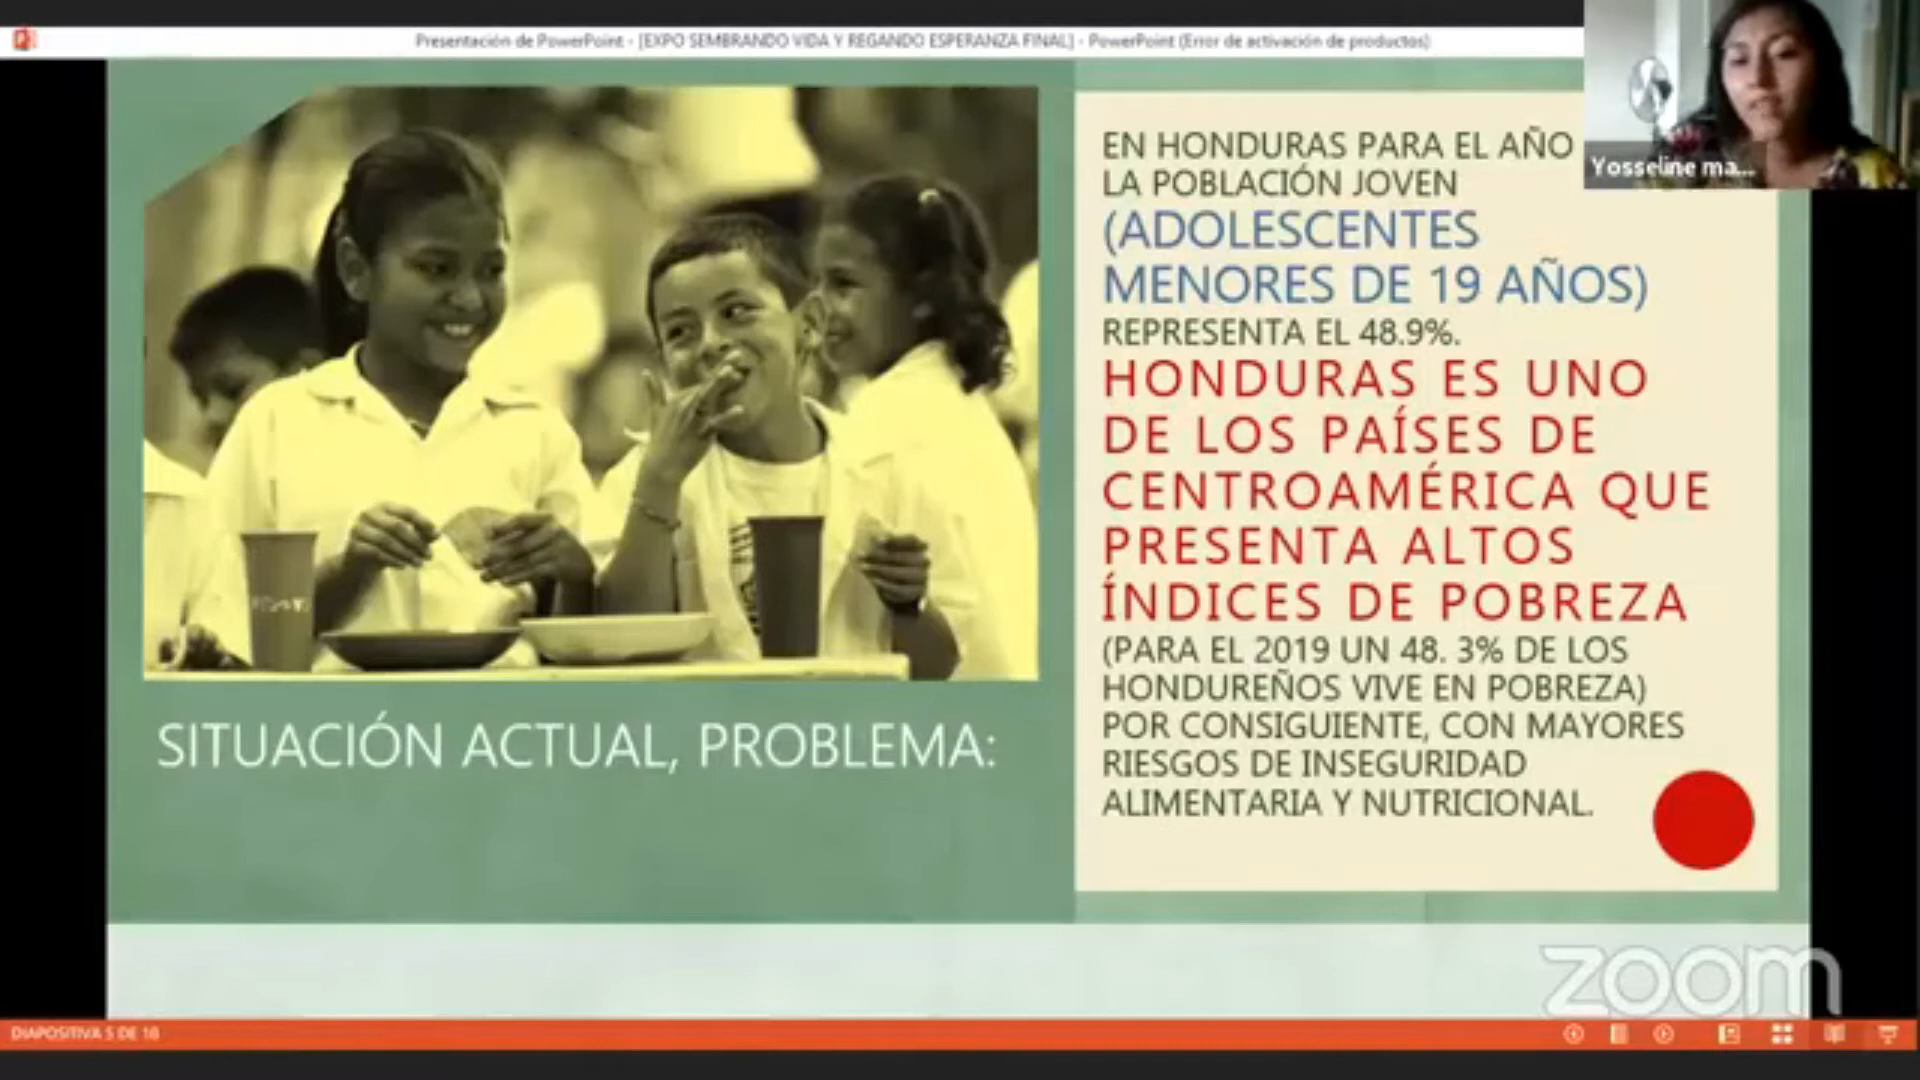 Presentación de PowerPoint - [EXPO SEMBRANDO VIDA Y REGANDO ESPERANZA FINAL] - PowerPoint (Error de activación de productos)
Yosseline ma...
EN HONDURAS PARA EL AÑO
LA POBLACIÓN JOVEN
(ADOLESCENTES
MENORES DE 19 AÑOS)
REPRESENTA EL 48.9%.
HONDURAS ES UNO
DE LOS PAÍSES DE
CENTROAMÉRICA QUE
PRESENTA ALTOS
ÍNDICES DE POBREZA
(PARA EL 2019 UN 48. 3% DE LOS
HONDUREÑOS VIVE EN POBREZA)
POR CONSIGUIENTE, CON MAYORES
RIESGOS DE INSEGURIDAD
ALIMENTARIA Y NUTRICIONAL.
SITUACIÓN ACTUAL, PROBLEMA:
zoom
DIAPOSITIVA 5 DE 18